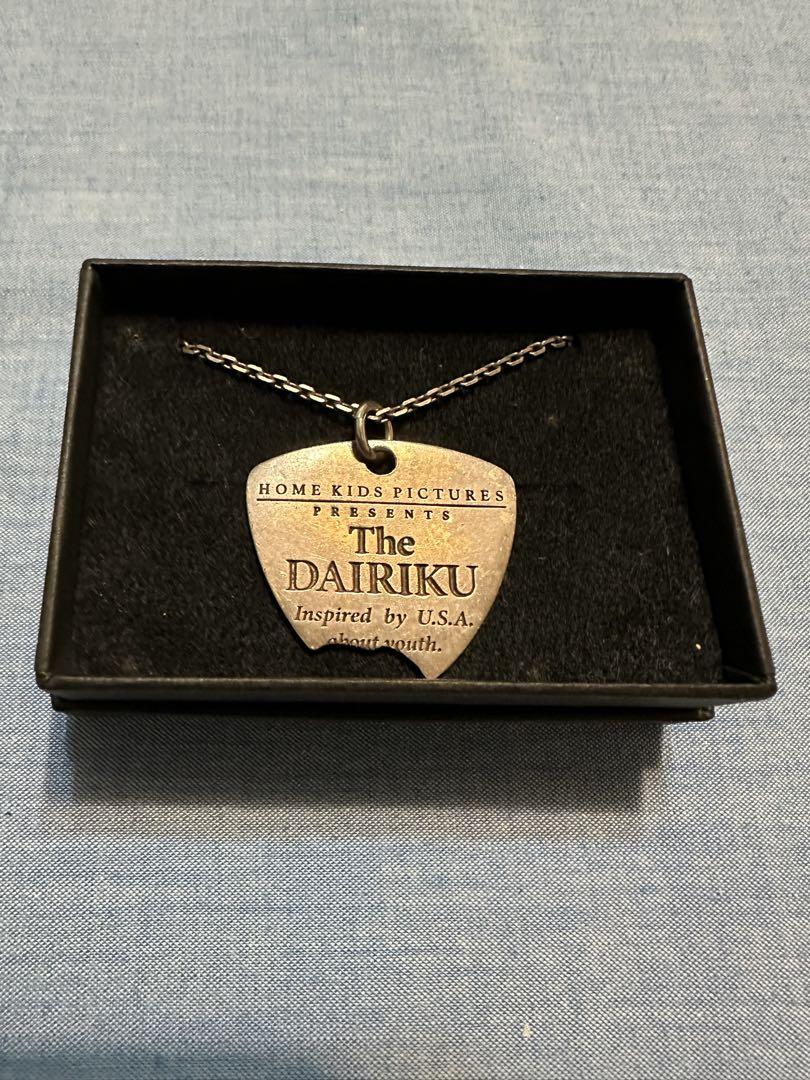 HOME KIDS PICTURES
PRESENTS
The
DAIRIKU
Inspired by U.S.A.
about youth.